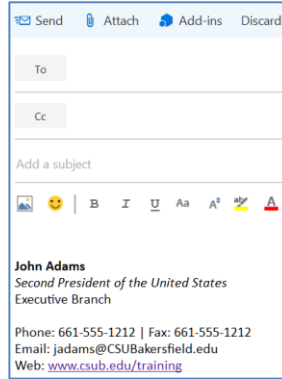 Send Attach Add-ins Discard
To
Cc
Add a subject
B I U Aa A aby A
John Adams
Second President of the United States
Executive Branch
Phone: 661-555-1212 | Fax: 661-555-1212
Email: jadams@CSUBakersfield.edu
Web: www.csub.edu/training